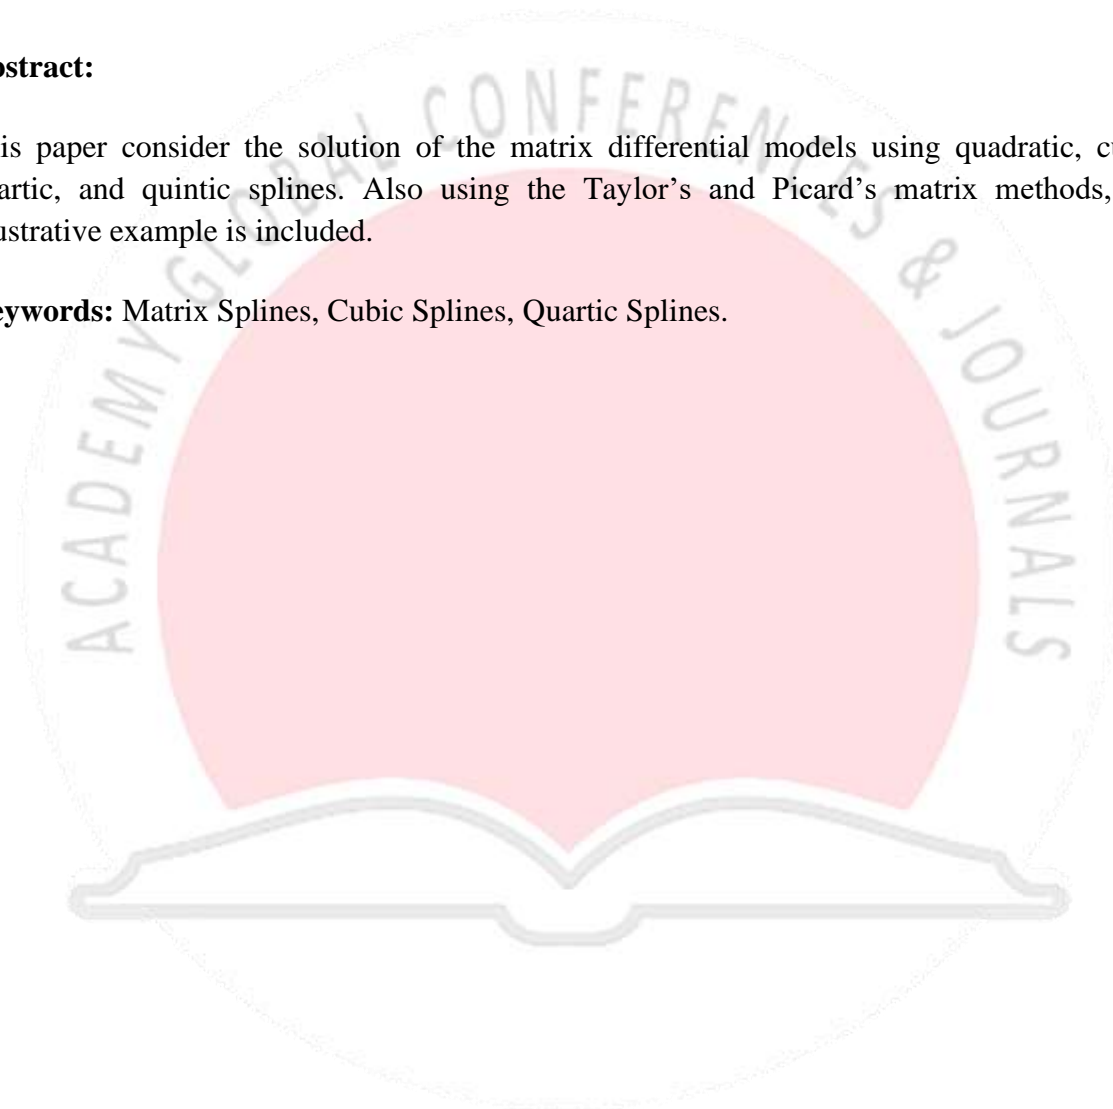 ostract:
is paper consider the solution of the matrix differential models using quadratic, cu
artic, and quintic splines. Also using the Taylor’s and Picard’s matrix methods,
ustrative example is included.
eywords: Matrix Splines, Cubic Splines, Quartic Splines.
ACADEMY GLOBAL CONFERENCES & JOURNALS